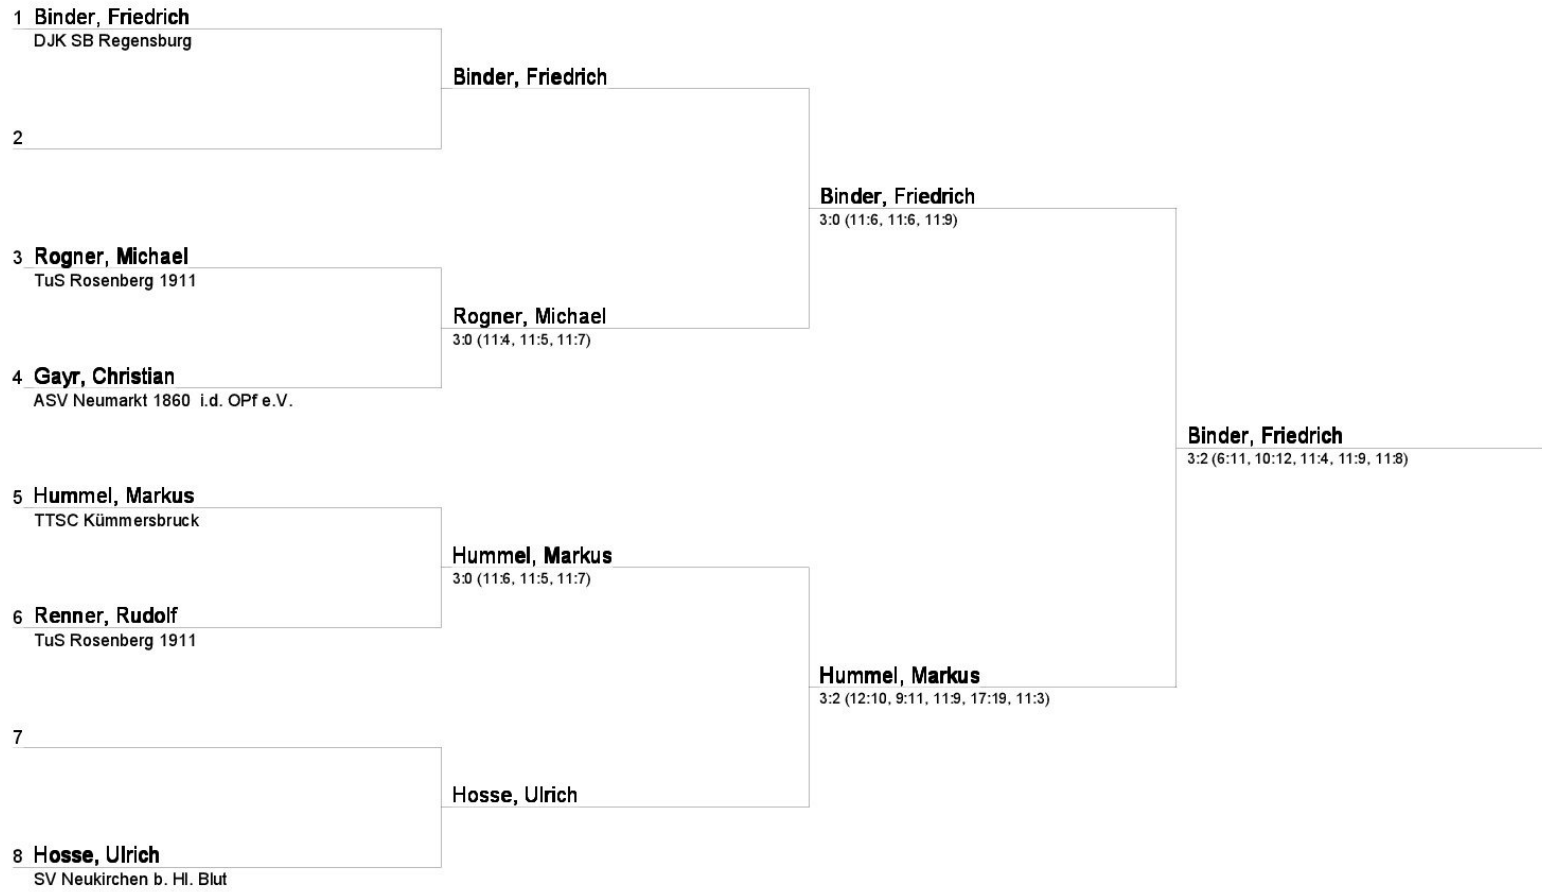 1 Binder, Friedrich
DJK SB Regensburg
Binder, Friedrich
2
Binder, Friedrich
3:0 (11:6, 11:6, 11:9)
3 Rogner, Michael
TuS Rosenberg 1911
Rogner, Michael
3:0 (11:4, 11:5, 11:7)
4 Gayr, Christian
ASV Neumarkt 1860 i.d. OPf e.V.
Binder, Friedrich
3:2 (6:11, 10:12, 11:4, 11:9, 11:8)
5 Hummel, Markus
TTSC Kümmersbruck
Hummel, Markus
3:0 (11:6, 11:5, 11:7)
6 Renner, Rudolf
TuS Rosenberg 1911
Hummel, Markus
3:2 (12:10, 9:11, 11:9, 17:19, 11:3)
7
Hosse, Ulrich
8 Hosse, Ulrich
SV Neukirchen b. Hl. Blut